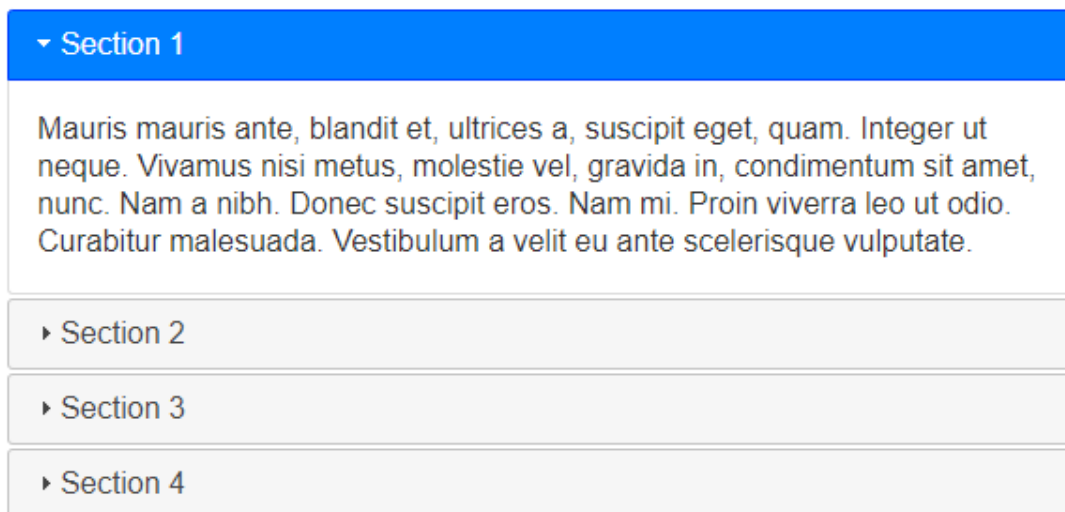 Section 1
Mauris mauris ante, blandit et, ultrices a, suscipit eget, quam. Integer ut
neque. Vivamus nisi metus, molestie vel, gravida in, condimentum sit amet,
nunc. Nam a nibh. Donec suscipit eros. Nam mi. Proin viverra leo ut odio.
Curabitur malesuada. Vestibulum a velit eu ante scelerisque vulputate.
Section 2
Section 3
Section 4